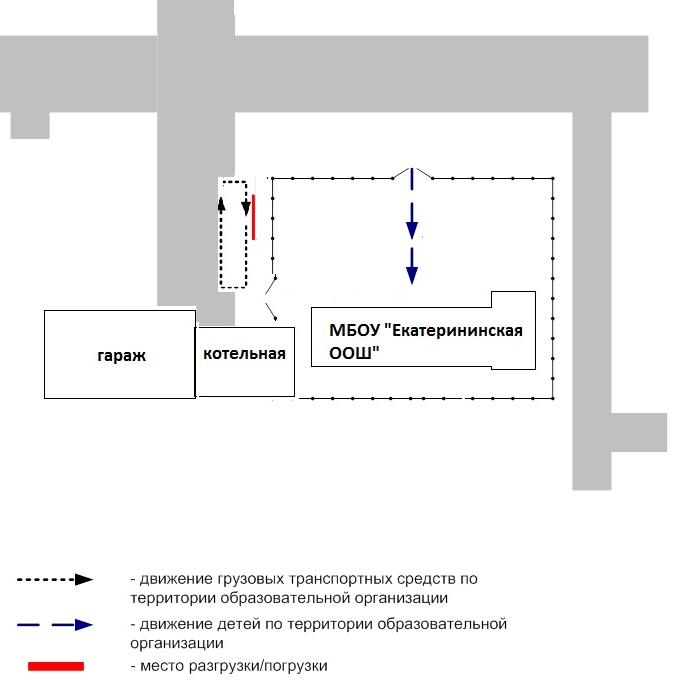 МБОУ "Екатерининская
ООШ"
гараж
котельная
- движение грузовых транспортных средств по
территории образовательной организации
- движение детей по территории образовательной
организации
- место разгрузки/погрузки